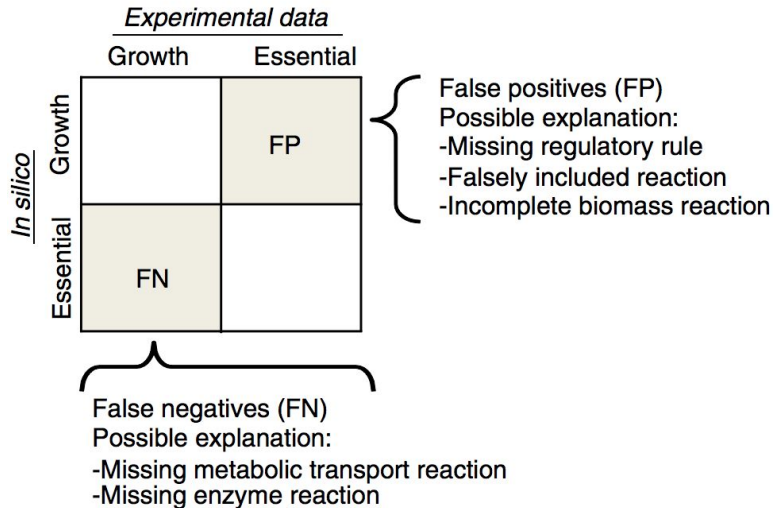 Experimental data
Growth Essential
In silico
Growth
Essential
FP
FN
False positives (FP)
Possible explanation:
-Missing regulatory rule
-Falsely included reaction
-Incomplete biomass reaction
False negatives (FN)
Possible explanation:
-Missing metabolic transport reaction
-Missing enzyme reaction